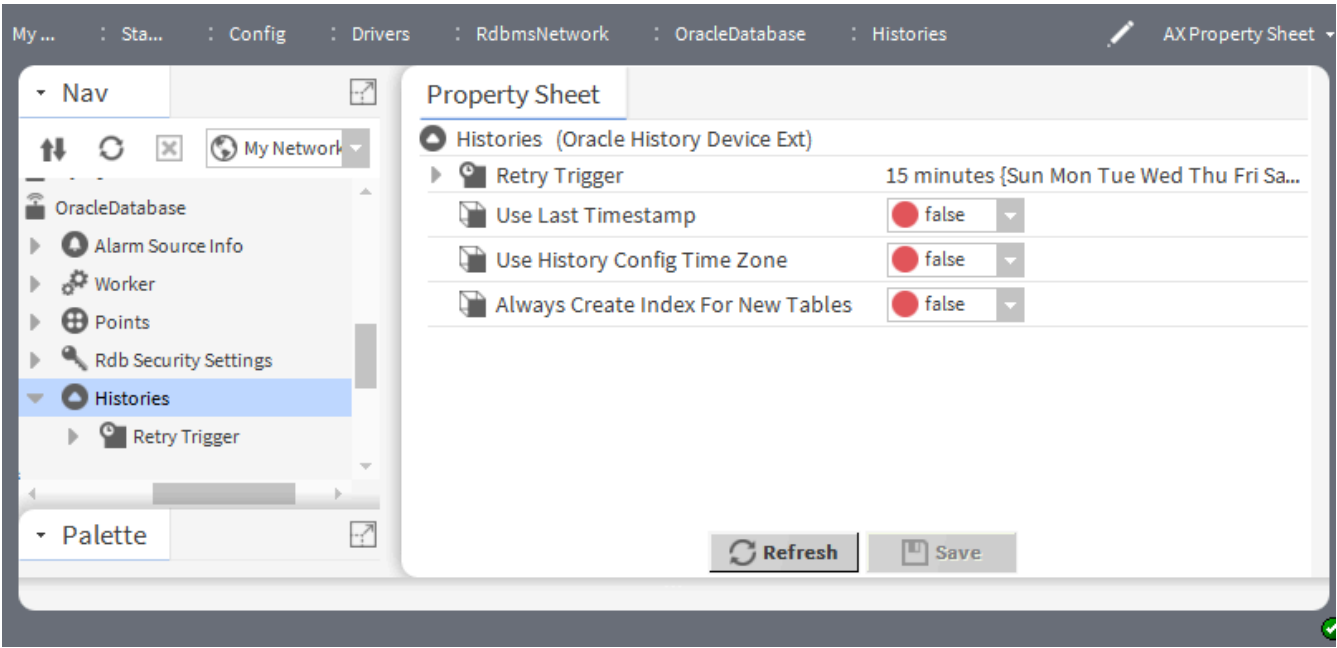 My ... : Sta... : Config : Drivers : RdbmsNetwork : OracleDatabase : Histories AX Property Sheet
Nav
My Network
OracleDatabase
Alarm Source Info
Worker
Points
Rdb Security Settings
Histories
Retry Trigger
Palette
Property Sheet
Histories (Oracle History Device Ext)
Retry Trigger 15 minutes {Sun Mon Tue Wed Thu Fri Sa...
Use Last Timestamp false
Use History Config Time Zone false
Always Create Index For New Tables false
Refresh Save